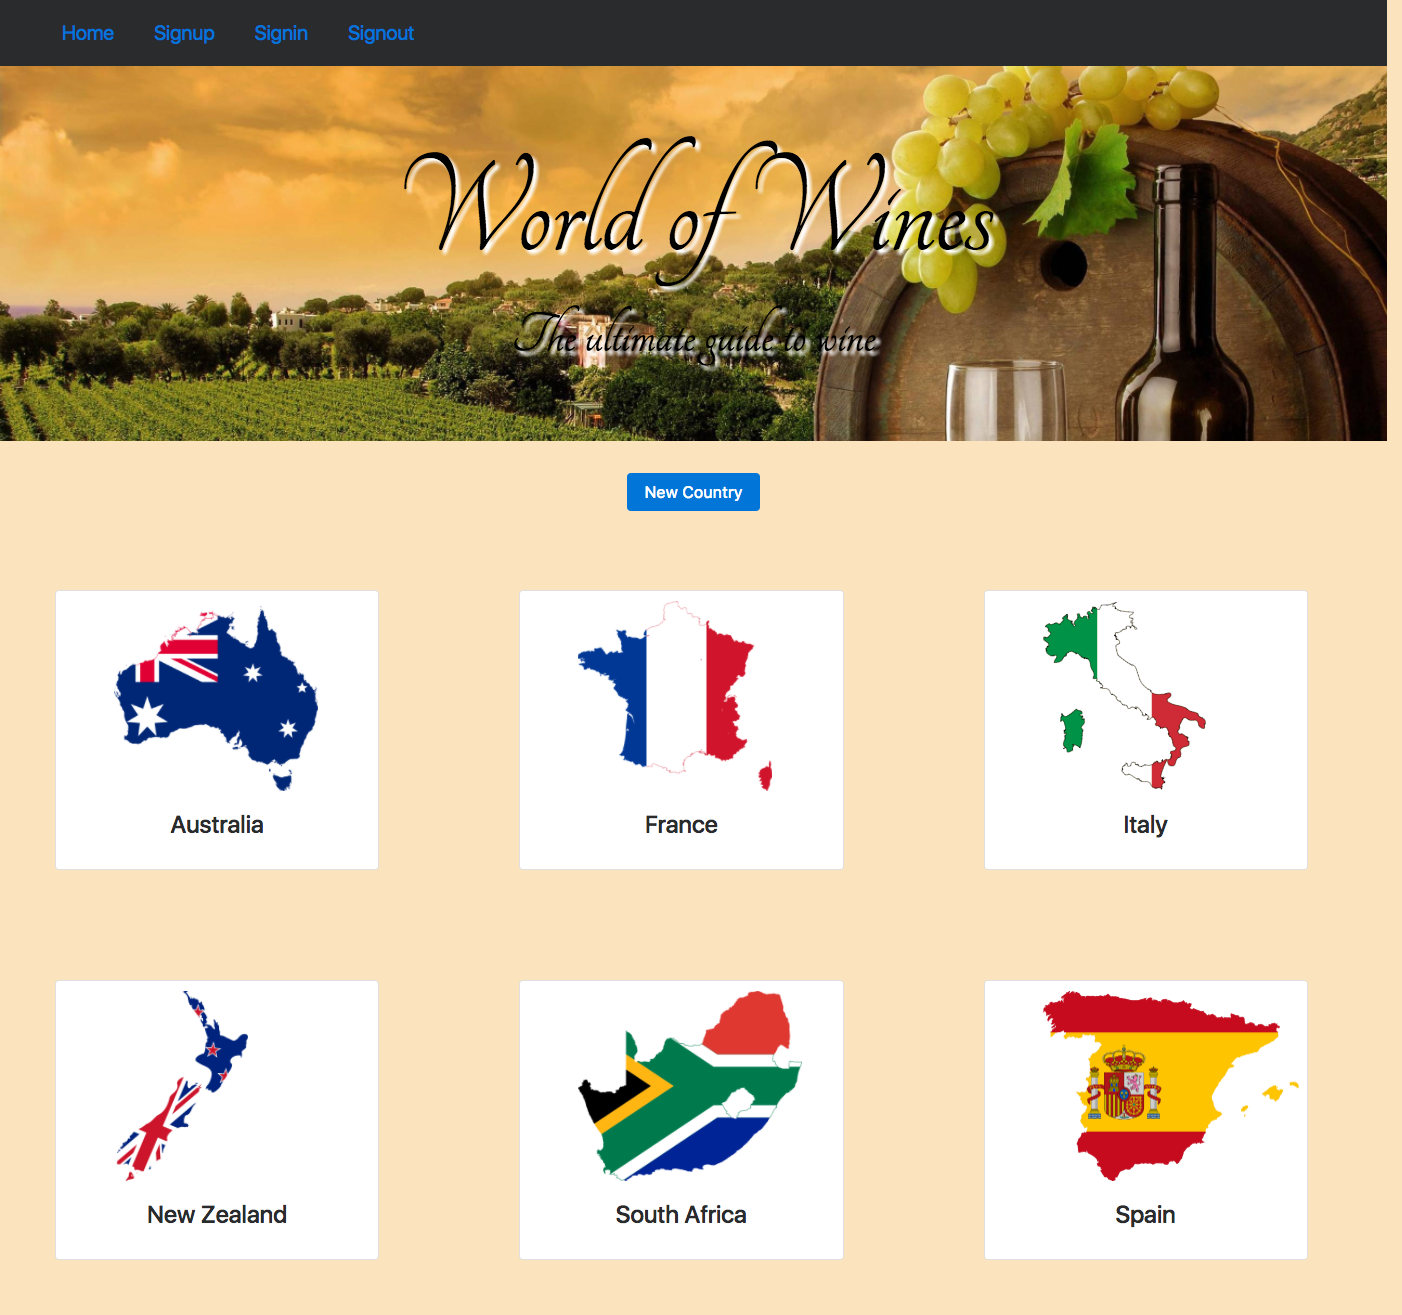 Home Signup Signin Signout
World of Wines
The ultimate guide to wine
New Country
Australia France Italy
New Zealand South Africa Spain